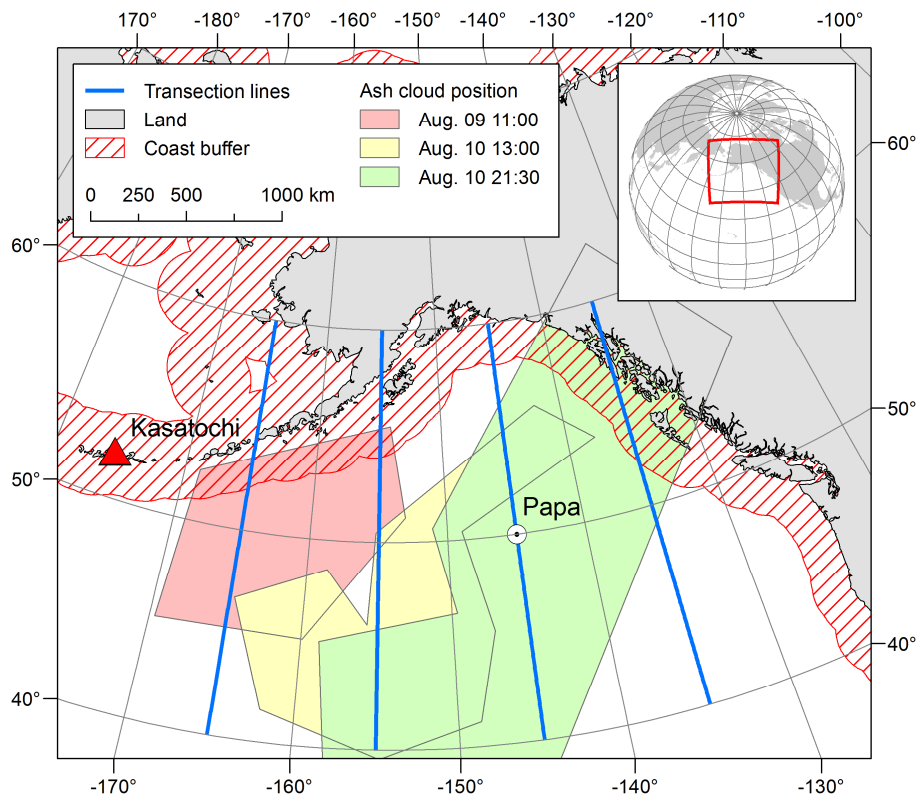 170° -180° -170° -160° -150° -140° -130° -120° -110° -100°
Transection lines
Land
Coast buffer
0 250 500 1000 km
Ash cloud position
Aug. 09 11:00
Aug. 10 13:00
Aug. 10 21:30
60°
60°
Kasatochi
50°
50°
Papa
40°
40°
-170° -160° -150° -140° -130°